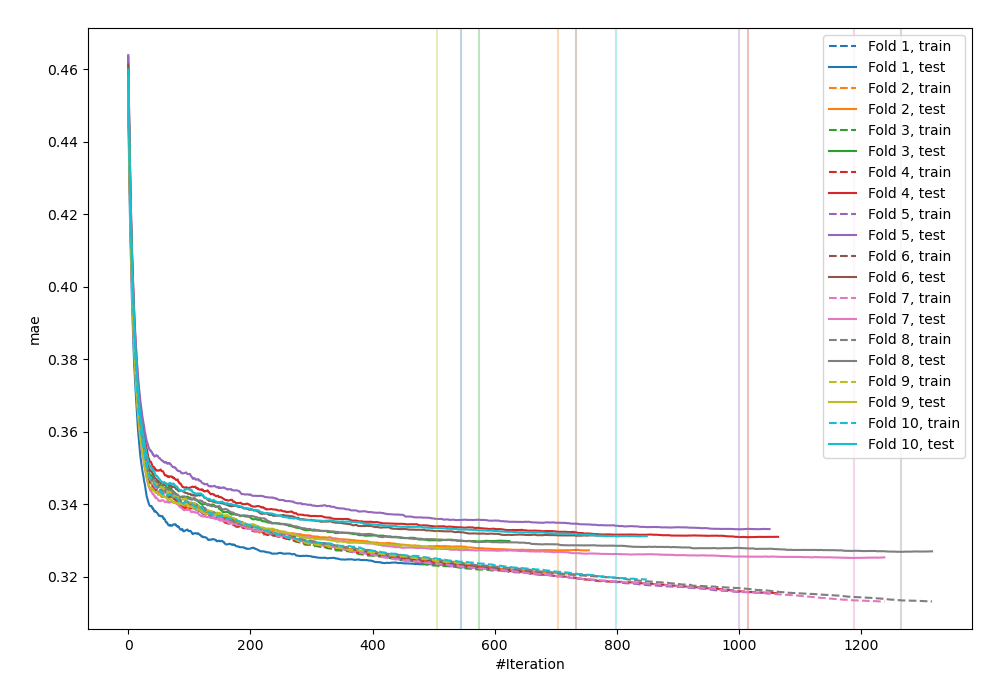 0.46
0.44
0.42
0.40
0.38
0.36
0.34
0.32
mae
0
200
400
600
800
1000
1200
#Iteration
Fold 1, train
Fold 1, test
Fold 2, train
Fold 2, test
Fold 3, train
Fold 3, test
Fold 4, train
Fold 4, test
Fold 5, train
Fold 5, test
Fold 6, train
Fold 6, test
Fold 7, train
Fold 7, test
Fold 8, train
Fold 8, test
Fold 9, train
Fold 9, test
Fold 10, train
Fold 10, test